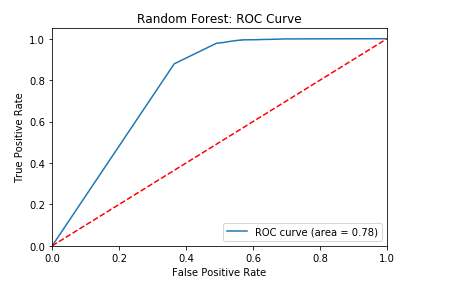 Random Forest: ROC Curve
1.0
0.8
0.6
0.4
0.2
0.0
True Positive Rate
ROC curve (area = 0.78)
0.0 0.2 0.4 0.6 0.8 1.0
False Positive Rate